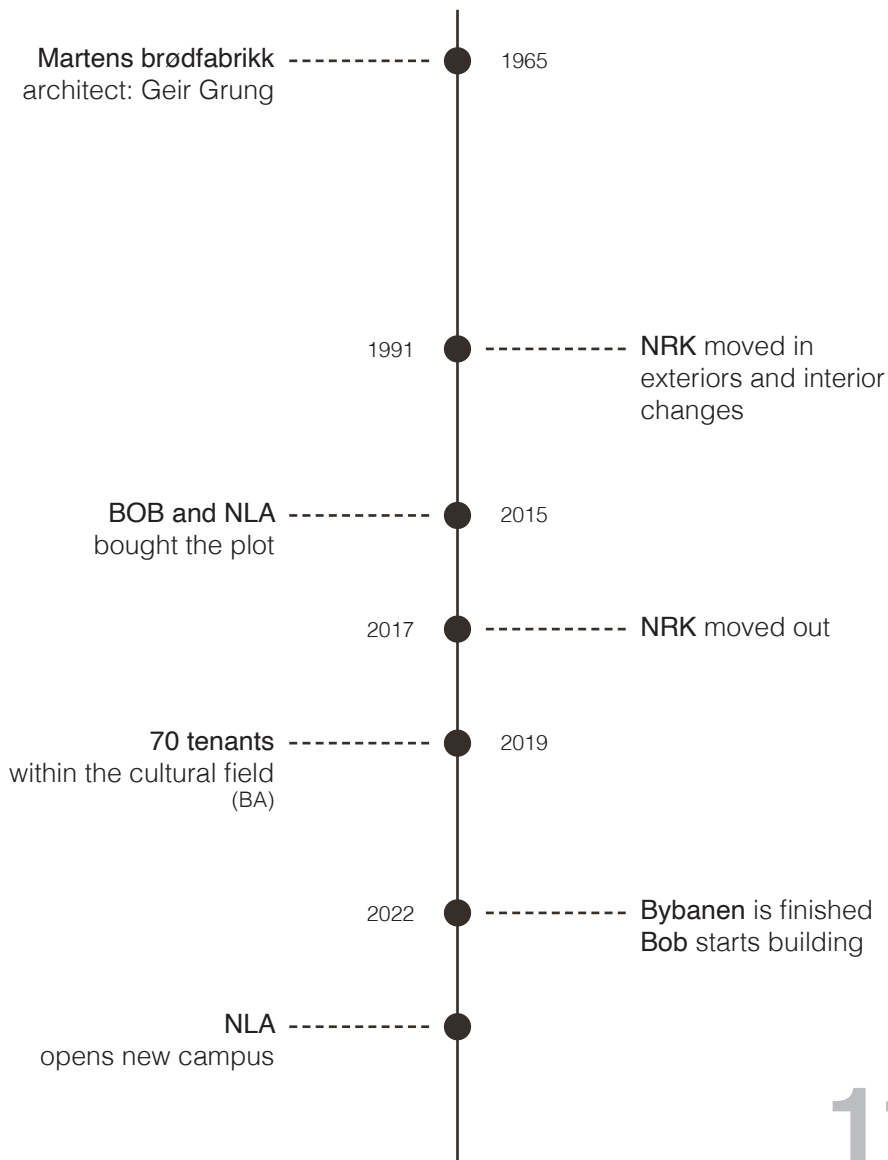 Martens brødfabrikk
architect: Geir Grung
1965
1991
NRK moved in
exteriors and interior
changes
BOB and NLA
bought the plot
2015
2017
NRK moved out
70 tenants
within the cultural field
(BA)
2019
2022
Bybanen is finished
Bob starts building
NLA
opens new campus